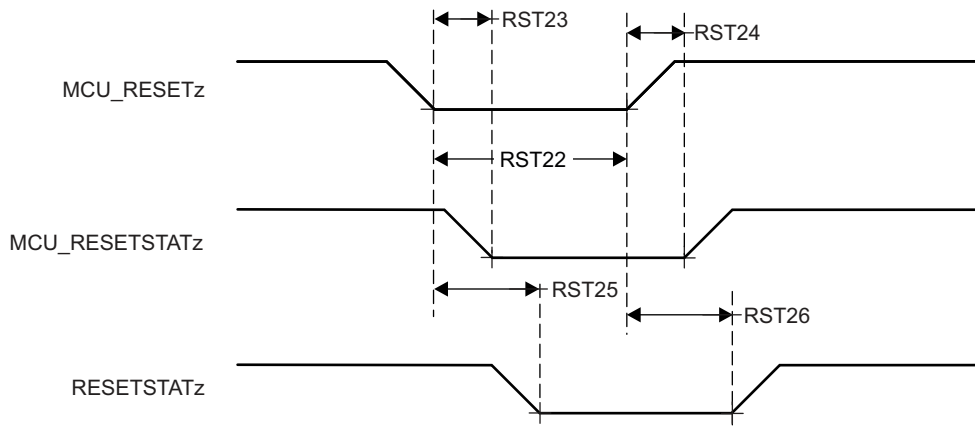 RST23
RST24
MCU_RESETz
RST22
MCU_RESETSTATz
RST25
RST26
RESETSTATz